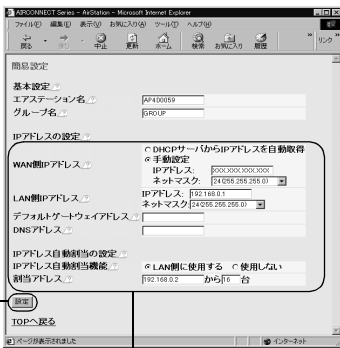 AIRCONNECT Series - AirStation - Microsoft Internet Explorer
ファイル(F) 編集(E) 表示(V) お気に入り(A) ツール(T) ヘルプ(H)
戻る 進む 中止 更新 ホーム 検索 お気に入り 履歴 » リンク »
簡易設定
基本設定
エアステーション名 AP400059
グループ名 GROUP
IPアドレスの設定
DHCPサーバからIPアドレスを自動取得
WAN側IPアドレス 手動設定
IPアドレス: XXX.XXX.XXX.XXX
ネットマスク: 24(255.255.255.0)
LAN側IPアドレス IPアドレス: 192.168.0.1
ネットマスク: 24(255.255.255.0)
デフォルトゲートウェイアドレス
DNSアドレス
IPアドレス自動割当の設定
IPアドレス自動割当機能 LAN側に使用する 使用しない
割当アドレス 192.168.0.2 から 16 台
設定
TOPへ戻る
ページが表示されました インターネット